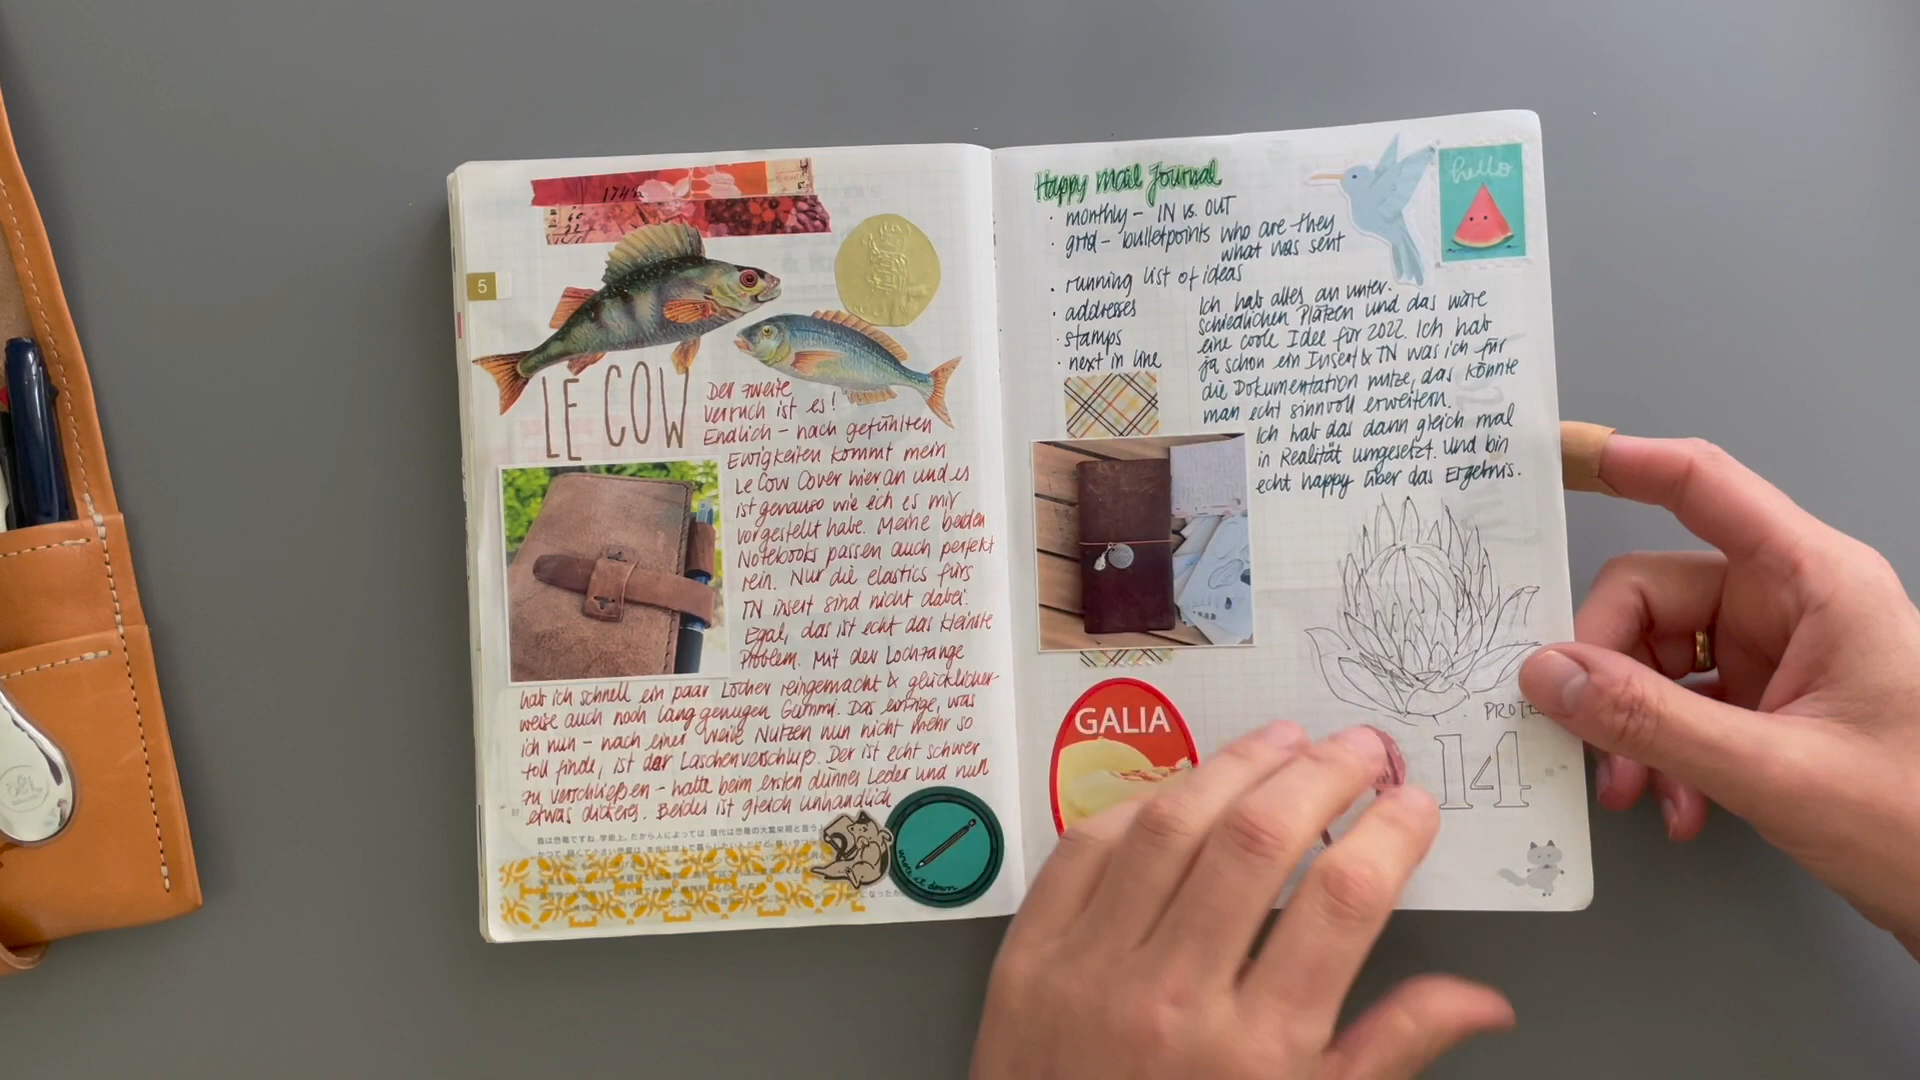 1742
5
LE COW
Der zweite
Versuch ist es!
Endlich – nach gefühlten
Ewigkeiten kommt mein
Le Cow Cover hier an und es
ist genauso wie ich es mir
vorgestellt habe. Meine beiden
Notebooks passen auch perfekt
rein. Nur die elastics fürs
TN insert sind nicht dabei.
Egal, das ist echt das kleinste
Problem. Mit der Lochzange
hab ich schnell ein paar Löcher reingemacht & glücklicher-
weise auch noch lang genugen Gummi. Das einzige, was
ich nun – nach einer Weile Nutzen nun nicht mehr so
toll finde, ist der Laschenverschluß. Der ist echt schwer
zu verschließen – hatte beim ersten dünnes Leder und nun
etwas dickeres. Beides ist gleich unhandlich
write it down
Happy Mail Journal
· monthly – IN vs. OUT
· grid – bulletpoints who are they
what was sent
· running list of ideas
· addresses
· stamps
· next in line
hello
Ich hab alles an unter-
schiedlichen Plätzen und das wäre
eine coole Idee für 2022. Ich hab
ja schon ein Insert & TN was ich für
die Dokumentation nutze, das könnte
man echt sinnvoll erweitern.
Ich hab das dann gleich mal
in Realität umgesetzt. Und bin
echt happy über das Ergebnis.
GALIA
14